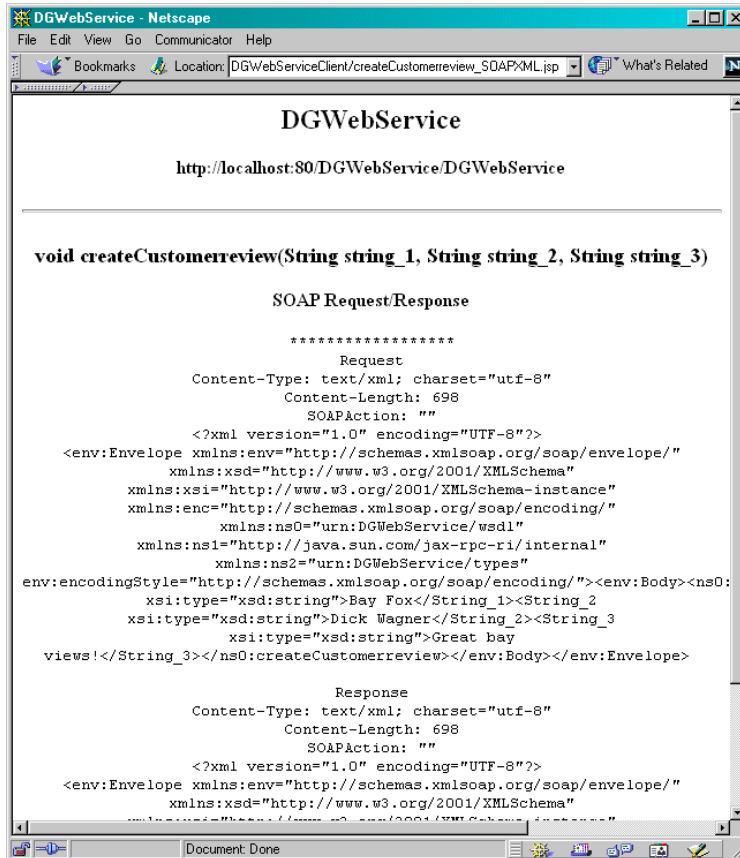 DGWebService - Netscape
File Edit View Go Communicator Help
Bookmarks Location: DGWebServiceClient/createCustomerreview_SOAPXML.jsp What's Related N
DGWebService
http://localhost:80/DGWebService/DGWebService
void createCustomerreview(String string_1, String string_2, String string_3)
SOAP Request/Response
******************
Request
Content-Type: text/xml; charset="utf-8"
Content-Length: 698
SOAPAction: ""
<?xml version="1.0" encoding="UTF-8"?>
<env:Envelope xmlns:env="http://schemas.xmlsoap.org/soap/envelope/"
xmlns:xsd="http://www.w3.org/2001/XMLSchema"
xmlns:xsi="http://www.w3.org/2001/XMLSchema-instance"
xmlns:enc="http://schemas.xmlsoap.org/soap/encoding/"
xmlns:ns0="urn:DGWebService/wsdl"
xmlns:ns1="http://java.sun.com/jax-rpc-ri/internal"
xmlns:ns2="urn:DGWebService/types"
env:encodingStyle="http://schemas.xmlsoap.org/soap/encoding/"><env:Body><ns0:
xsi:type="xsd:string">Bay Fox</String_1><String_2
xsi:type="xsd:string">Dick Wagner</String_2><String_3
xsi:type="xsd:string">Great bay
views!</String_3></ns0:createCustomerreview></env:Body></env:Envelope>
Response
Content-Type: text/xml; charset="utf-8"
Content-Length: 698
SOAPAction: ""
<?xml version="1.0" encoding="UTF-8"?>
<env:Envelope xmlns:env="http://schemas.xmlsoap.org/soap/envelope/"
xmlns:xsd="http://www.w3.org/2001/XMLSchema"
Document: Done